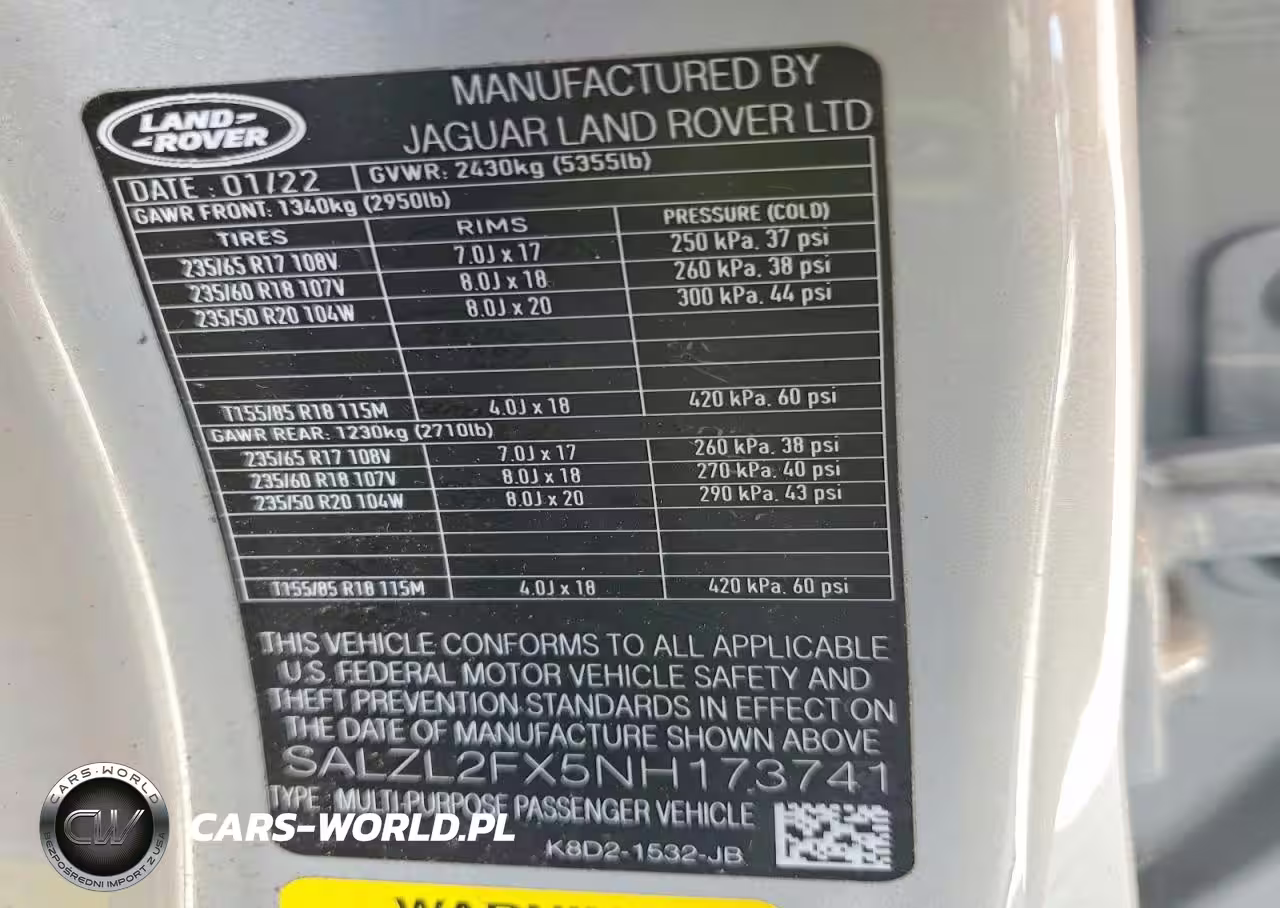 LAND-
-ROVER
MANUFACTURED BY
JAGUAR LAND ROVER LTD
DATE : 01/22 GVWR: 2430kg (5355lb)
GAWR FRONT: 1340kg (2950lb)
TIRES RIMS PRESSURE (COLD)
235/65 R17 108V 7.0J x 17 250 kPa. 37 psi
235/60 R18 107V 8.0J x 18 260 kPa. 38 psi
235/50 R20 104W 8.0J x 20 300 kPa. 44 psi
T155/85 R18 115M 4.0J x 18 420 kPa. 60 psi
GAWR REAR: 1230kg (2710lb)
235/65 R17 108V 7.0J x 17 260 kPa. 38 psi
235/60 R18 107V 8.0J x 18 270 kPa. 40 psi
235/50 R20 104W 8.0J x 20 290 kPa. 43 psi
T155/85 R18 115M 4.0J x 18 420 kPa. 60 psi
THIS VEHICLE CONFORMS TO ALL APPLICABLE
U.S. FEDERAL MOTOR VEHICLE SAFETY AND
THEFT PREVENTION STANDARDS IN EFFECT ON
THE DATE OF MANUFACTURE SHOWN ABOVE
SALZL2FX5NH173741
TYPE : MULTI-PURPOSE PASSENGER VEHICLE
K8D2-1532-JB
CARS-WORLD
CW
BEZPOŚREDNI IMPORT Z USA
CARS-WORLD.PL
WARNING